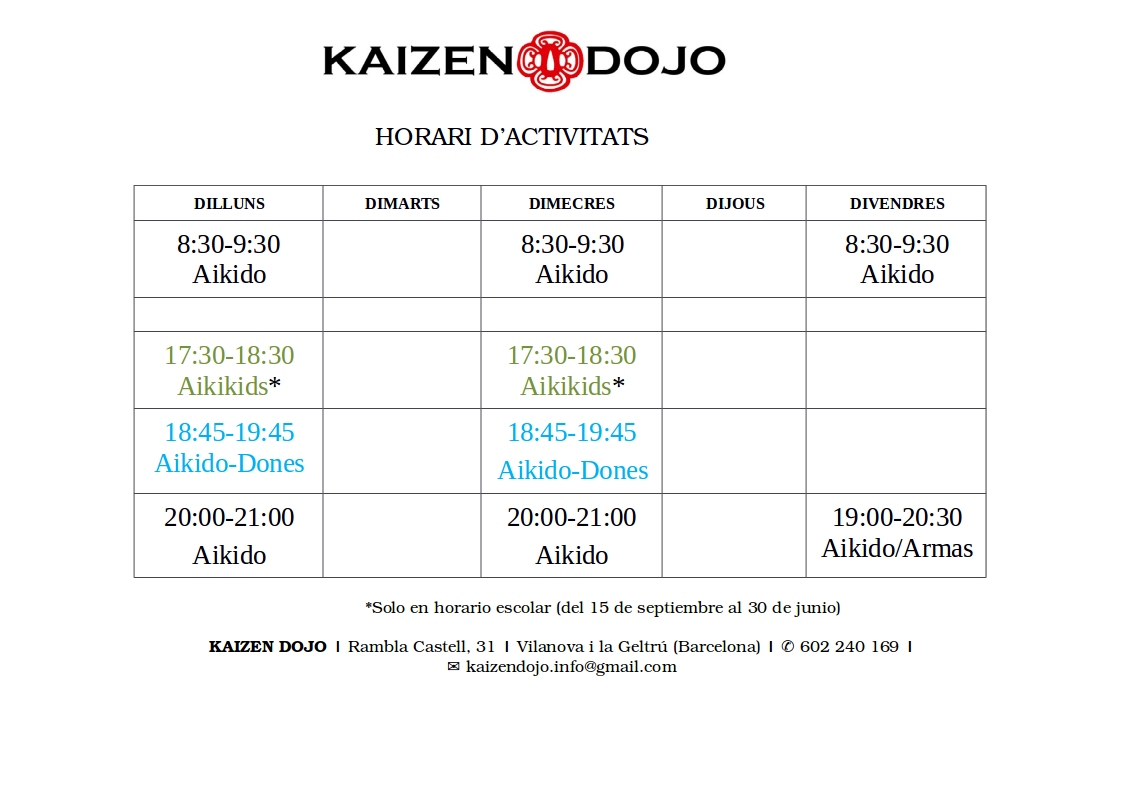 KAIZEN DOJO
HORARI D’ACTIVITATS
DILLUNS DIMARTS DIMECRES DIJOUS DIVENDRES
8:30-9:30 8:30-9:30 8:30-9:30
Aikido Aikido Aikido
17:30-18:30 17:30-18:30
Aikikids* Aikikids*
18:45-19:45 18:45-19:45
Aikido-Dones Aikido-Dones
20:00-21:00 20:00-21:00 19:00-20:30
Aikido Aikido Aikido/Armas
*Solo en horario escolar (del 15 de septiembre al 30 de junio)
KAIZEN DOJO I Rambla Castell, 31 I Vilanova i la Geltrú (Barcelona) I ✆ 602 240 169 I
✉ kaizendojo.info@gmail.com